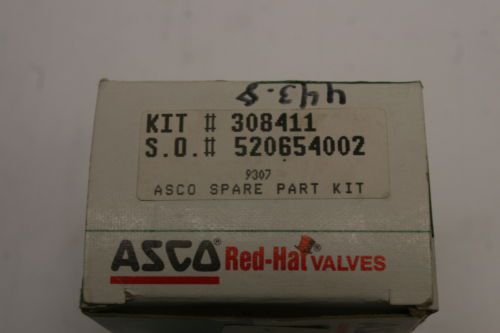 443-8
KIT # 308411
S.O.# 520654002
9307
ASCO SPARE PART KIT
ASCO® Red-Hat® VALVES